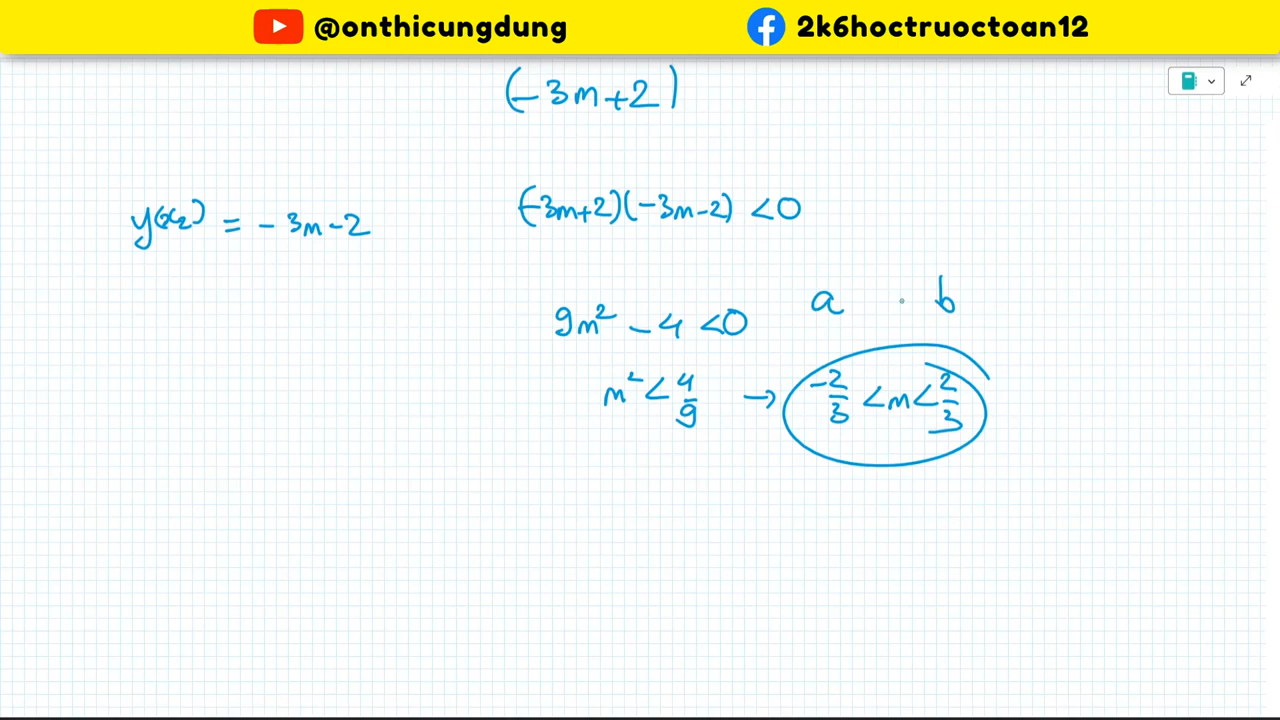 @onthicungdung 2k6hoctruoctoan12
(-3m+2)
y(x₂) = -3m-2
(-3m+2)(-3m-2) <0
a . b
9m² - 4 <0
m² < 4/9 → -2/3 <m< 2/3